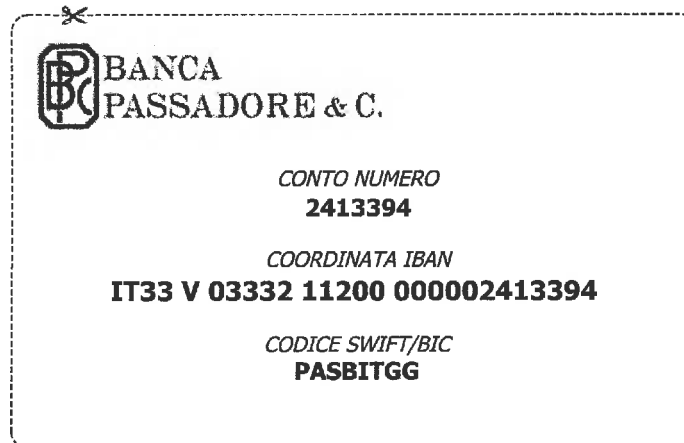 BANCA
PASSADORE & C.
CONTO NUMERO
2413394
COORDINATA IBAN
IT33 V 03332 11200 000002413394
CODICE SWIFT/BIC
PASBITGG